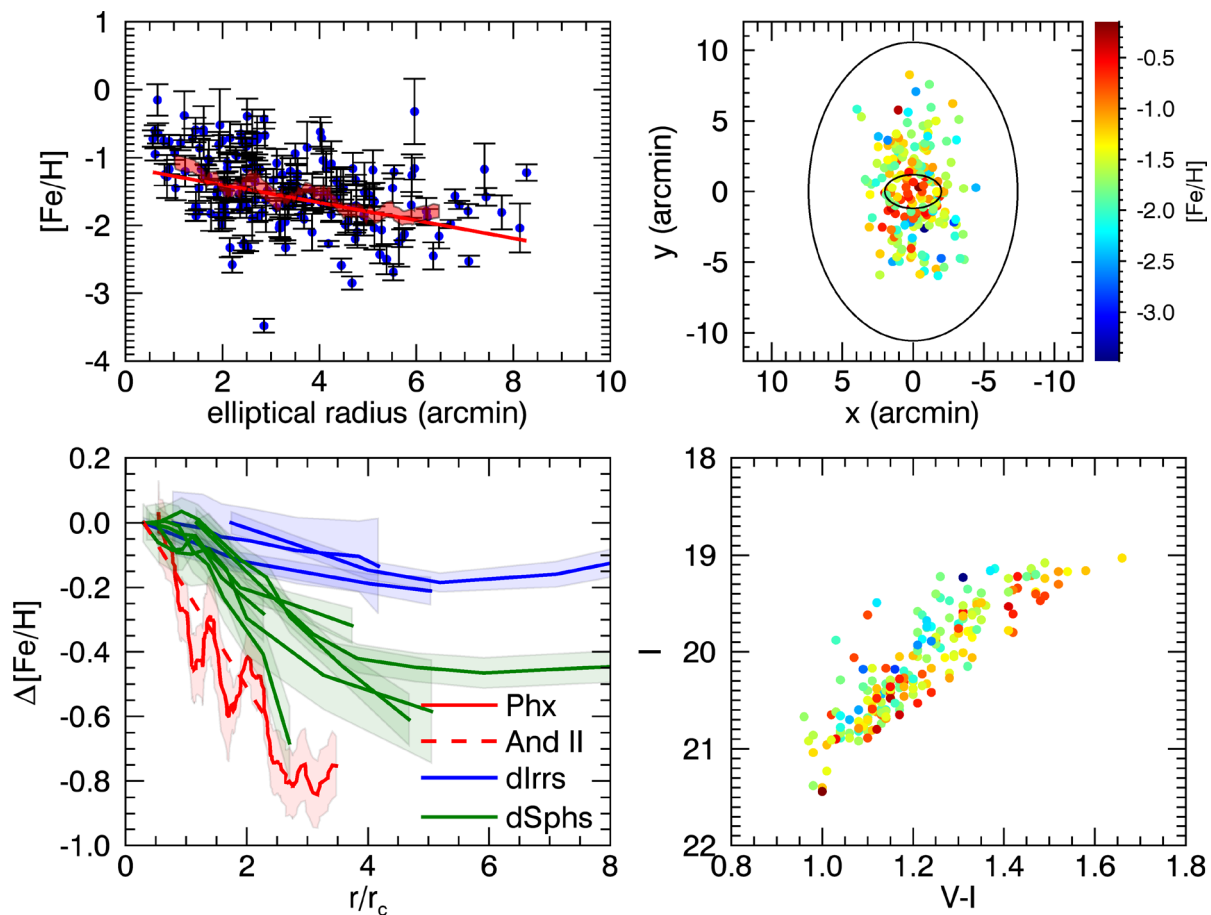 0
-1
-2
-3
-4
[Fe/H]
0 2 4 6 8 10
elliptical radius (arcmin)
10
5
0
-5
-10
y (arcmin)
10 5 0 -5 -10
x (arcmin)
-0.5
-1.0
-1.5
-2.0
-2.5
-3.0
[Fe/H]
0.2
0.0
-0.2
-0.4
-0.6
-0.8
-1.0
Δ[Fe/H]
Phx
And II
dIrrs
dSphs
0 2 4 6 8
r/r_c
18
19
20
21
22
I
0.8 1.0 1.2 1.4 1.6 1.8
V-I